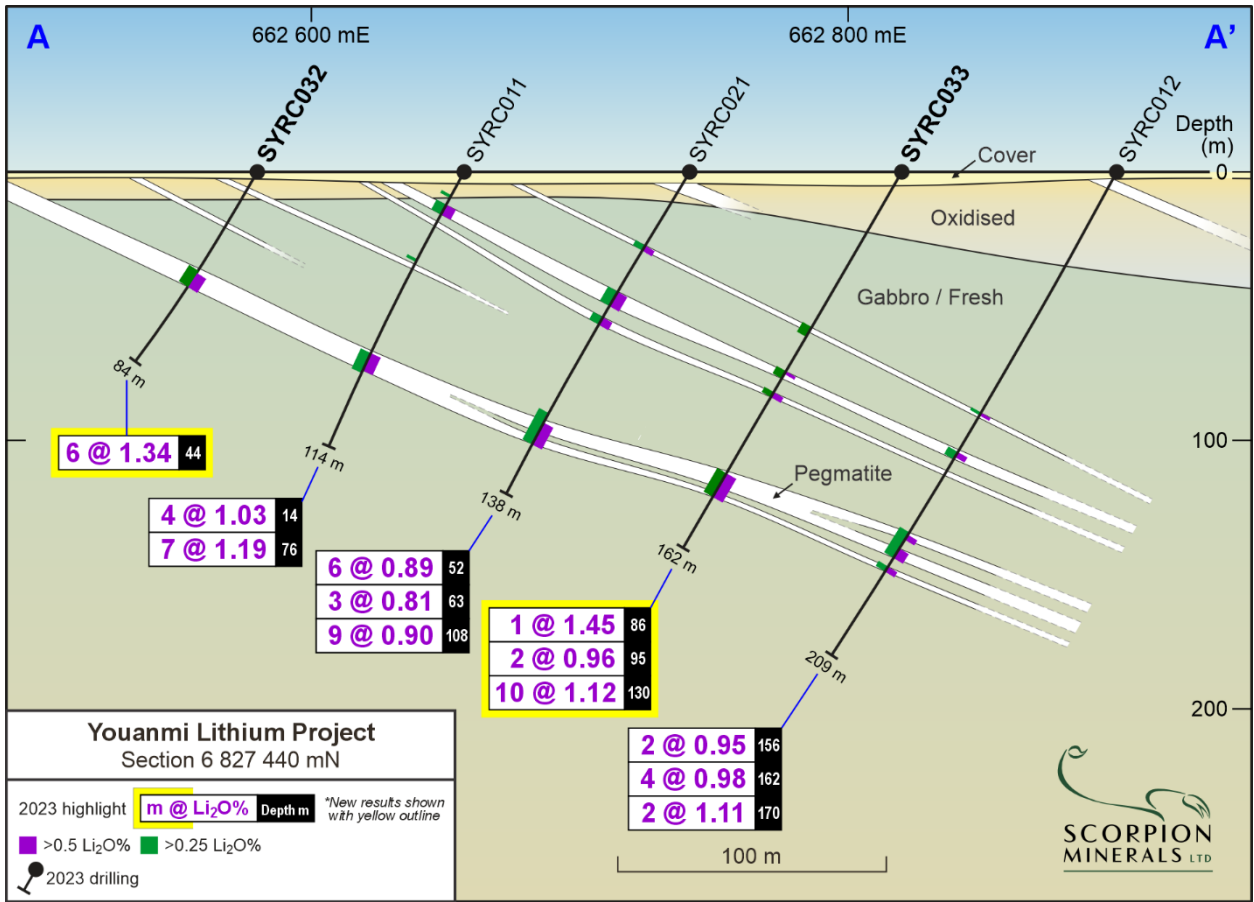 A
662 600 mE
662 800 mE
A'
SYRC032
SYRC011
SYRC021
SYRC033
SYRC012
Depth
(m)
0
Cover
Oxidised
Gabbro / Fresh
Pegmatite
100
200
84 m
6 @ 1.34 44
114 m
4 @ 1.03 14
7 @ 1.19 76
138 m
6 @ 0.89 52
3 @ 0.81 63
9 @ 0.90 108
162 m
1 @ 1.45 86
2 @ 0.96 95
10 @ 1.12 130
209 m
2 @ 0.95 156
4 @ 0.98 162
2 @ 1.11 170
Youanmi Lithium Project
Section 6 827 440 mN
2023 highlight m @ Li₂O% Depth m *New results shown
with yellow outline
>0.5 Li₂O% >0.25 Li₂O%
2023 drilling
100 m
SCORPION
MINERALS LTD